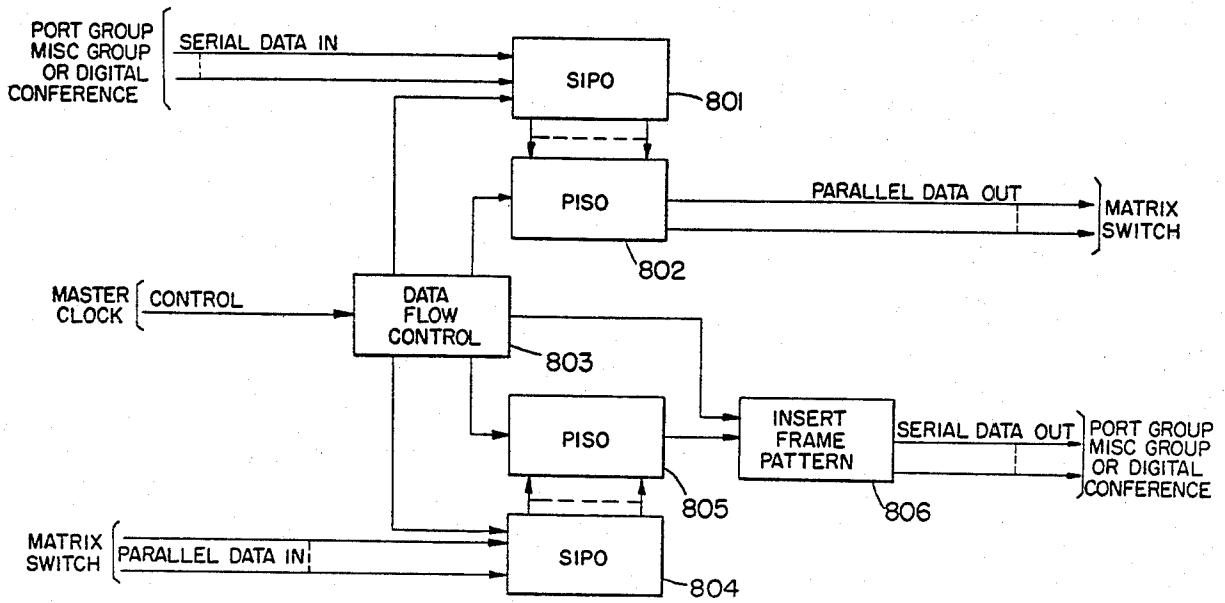 PORT GROUP
MISC GROUP
OR DIGITAL
CONFERENCE
SERIAL DATA IN
SIPO
801
PISO
802
PARALLEL DATA OUT
MATRIX
SWITCH
MASTER
CLOCK
CONTROL
DATA
FLOW
CONTROL
803
PISO
805
INSERT
FRAME
PATTERN
806
SERIAL DATA OUT
PORT GROUP
MISC GROUP
OR DIGITAL
CONFERENCE
MATRIX
SWITCH
PARALLEL DATA IN
SIPO
804